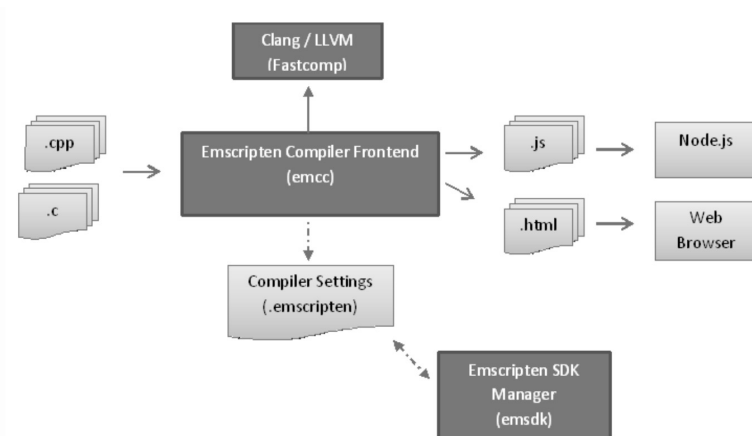 Clang / LLVM
(Fastcomp)
.cpp
.c
Emscripten Compiler Frontend
(emcc)
.js
Node.js
.html
Web
Browser
Compiler Settings
(.emscripten)
Emscripten SDK
Manager
(emsdk)